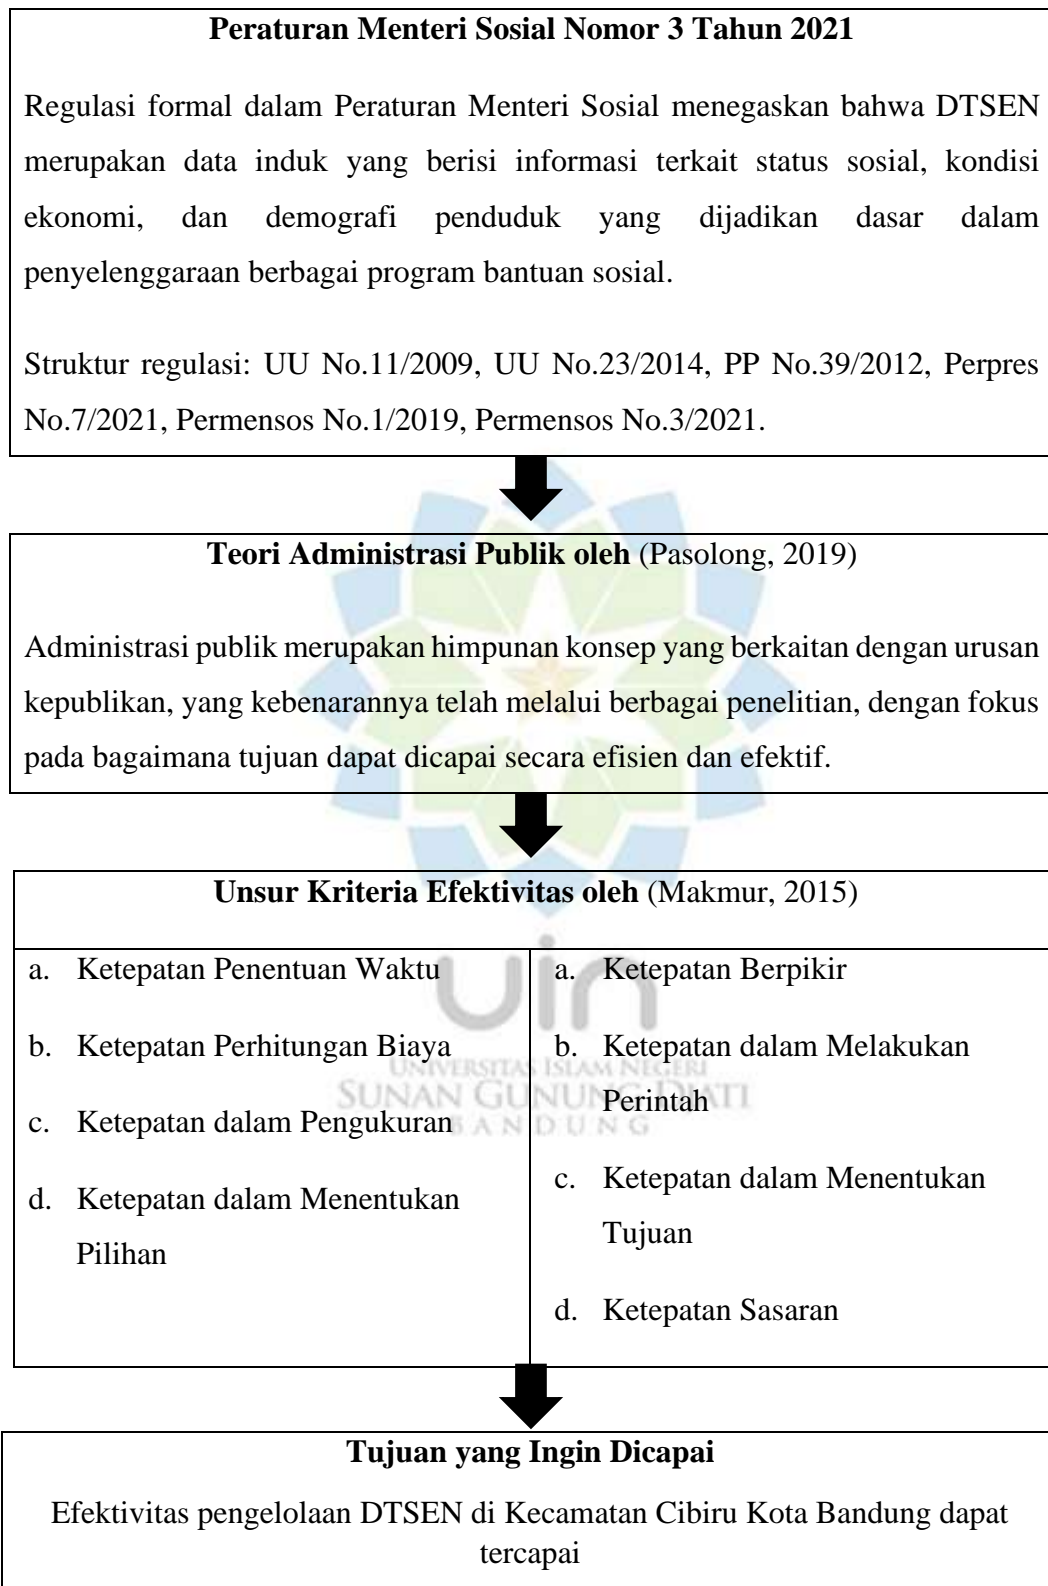 Peraturan Menteri Sosial Nomor 3 Tahun 2021
Regulasi formal dalam Peraturan Menteri Sosial menegaskan bahwa DTSEN
merupakan data induk yang berisi informasi terkait status sosial, kondisi
ekonomi, dan demografi penduduk yang dijadikan dasar dalam
penyelenggaraan berbagai program bantuan sosial.
Struktur regulasi: UU No.11/2009, UU No.23/2014, PP No.39/2012, Perpres
No.7/2021, Permensos No.1/2019, Permensos No.3/2021.
Teori Administrasi Publik oleh (Pasolong, 2019)
Administrasi publik merupakan himpunan konsep yang berkaitan dengan urusan
kepublikan, yang kebenarannya telah melalui berbagai penelitian, dengan fokus
pada bagaimana tujuan dapat dicapai secara efisien dan efektif.
Unsur Kriteria Efektivitas oleh (Makmur, 2015)
a. Ketepatan Penentuan Waktu
b. Ketepatan Perhitungan Biaya
c. Ketepatan dalam Pengukuran
d. Ketepatan dalam Menentukan
Pilihan
a. Ketepatan Berpikir
b. Ketepatan dalam Melakukan
Perintah
c. Ketepatan dalam Menentukan
Tujuan
d. Ketepatan Sasaran
uin
UNIVERSITAS ISLAM NEGERI
SUNAN GUNUNG DJATI
BANDUNG
Tujuan yang Ingin Dicapai
Efektivitas pengelolaan DTSEN di Kecamatan Cibiru Kota Bandung dapat
tercapai